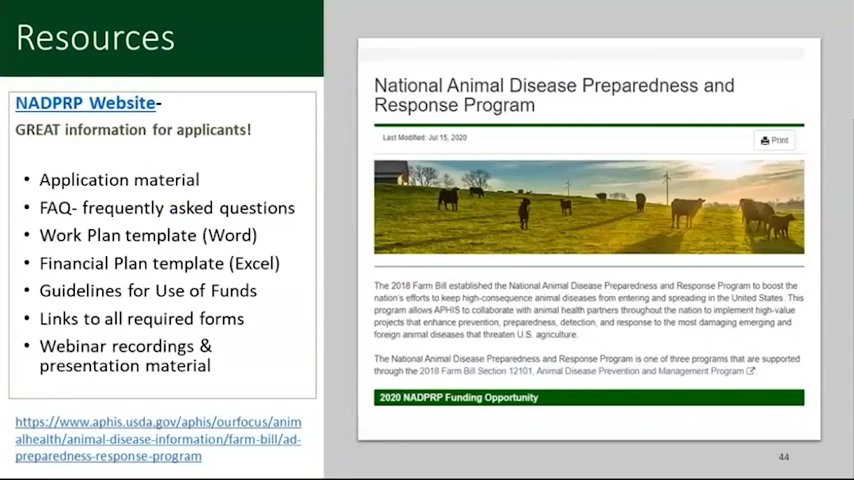 Resources
NADPRP Website-
GREAT information for applicants!
• Application material
• FAQ- frequently asked questions
• Work Plan template (Word)
• Financial Plan template (Excel)
• Guidelines for Use of Funds
• Links to all required forms
• Webinar recordings &
presentation material
https://www.aphis.usda.gov/aphis/ourfocus/anim
alhealth/animal-disease-information/farm-bill/ad-
preparedness-response-program
National Animal Disease Preparedness and
Response Program
Last Modified: Jul 15, 2020
Print
The 2018 Farm Bill established the National Animal Disease Preparedness and Response Program to boost the
nation's efforts to keep high-consequence animal diseases from entering and spreading in the United States. This
program allows APHIS to collaborate with animal health partners throughout the nation to implement high-value
projects that enhance prevention, preparedness, detection, and response to the most damaging emerging and
foreign animal diseases that threaten U.S. agriculture.
The National Animal Disease Preparedness and Response Program is one of three programs that are supported
through the 2018 Farm Bill Section 12101, Animal Disease Prevention and Management Program.
2020 NADPRP Funding Opportunity
44